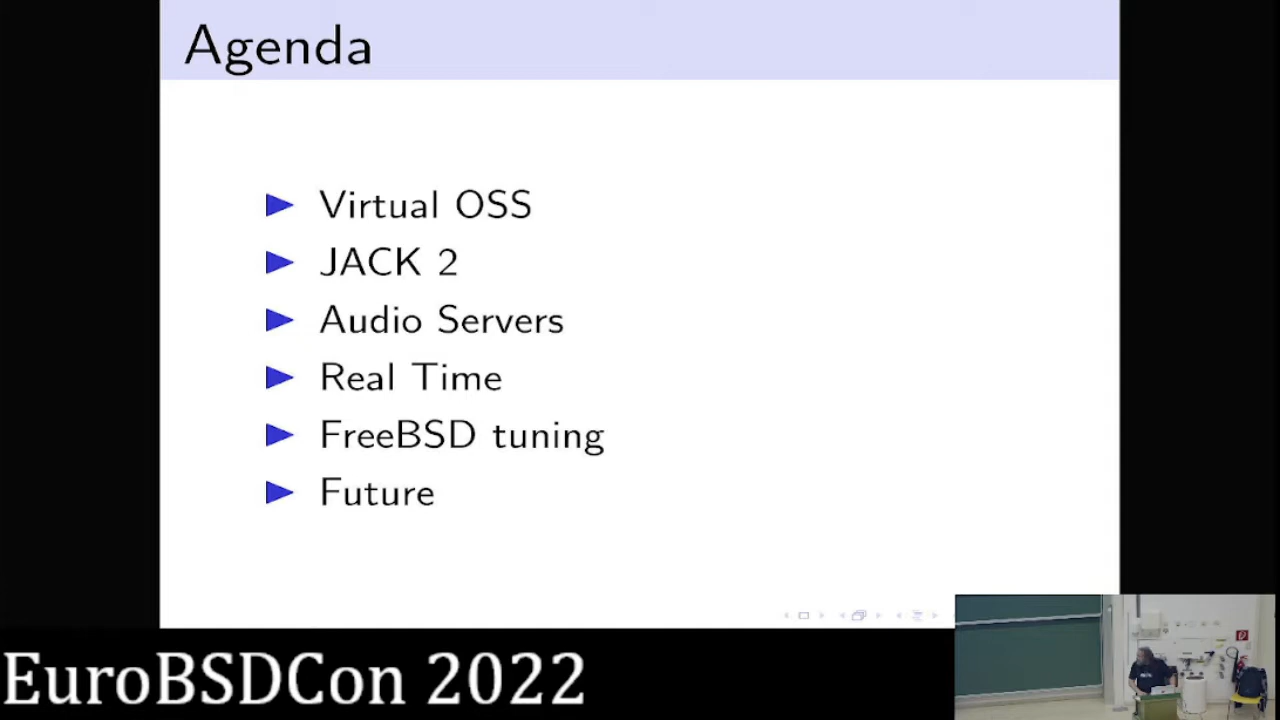 Agenda
Virtual OSS
JACK 2
Audio Servers
Real Time
FreeBSD tuning
Future
EuroBSDCon 2022